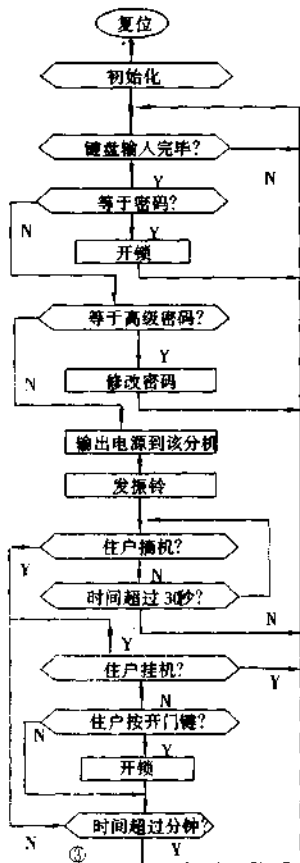 复位
初始化
键盘输入完毕?
Y
N
等于密码?
N
Y
开锁
等于高级密码?
Y
N
修改密码
输出电源到该分机
发振铃
住户摘机?
Y
N
时间超过30秒?
N
Y
住户挂机?
Y
N
住户按开门键?
N
Y
开锁
Y
时间超过分钟?
N
③
Y